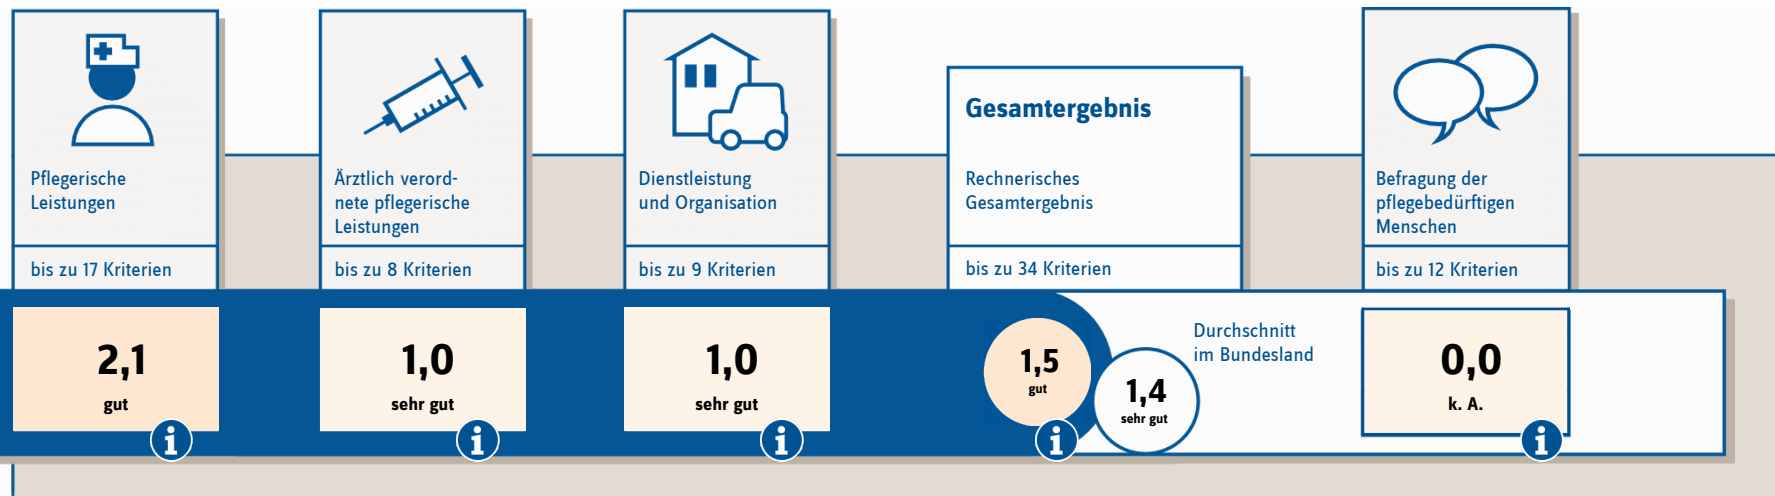 Pflegerische
Leistungen
bis zu 17 Kriterien
2,1
gut
i
Ärztlich verord-
nete pflegerische
Leistungen
bis zu 8 Kriterien
1,0
sehr gut
i
Dienstleistung
und Organisation
bis zu 9 Kriterien
1,0
sehr gut
i
Gesamtergebnis
Rechnerisches
Gesamtergebnis
bis zu 34 Kriterien
1,5
gut
i
Durchschnitt
im Bundesland
1,4
sehr gut
Befragung der
pflegebedürftigen
Menschen
bis zu 12 Kriterien
0,0
k. A.
i